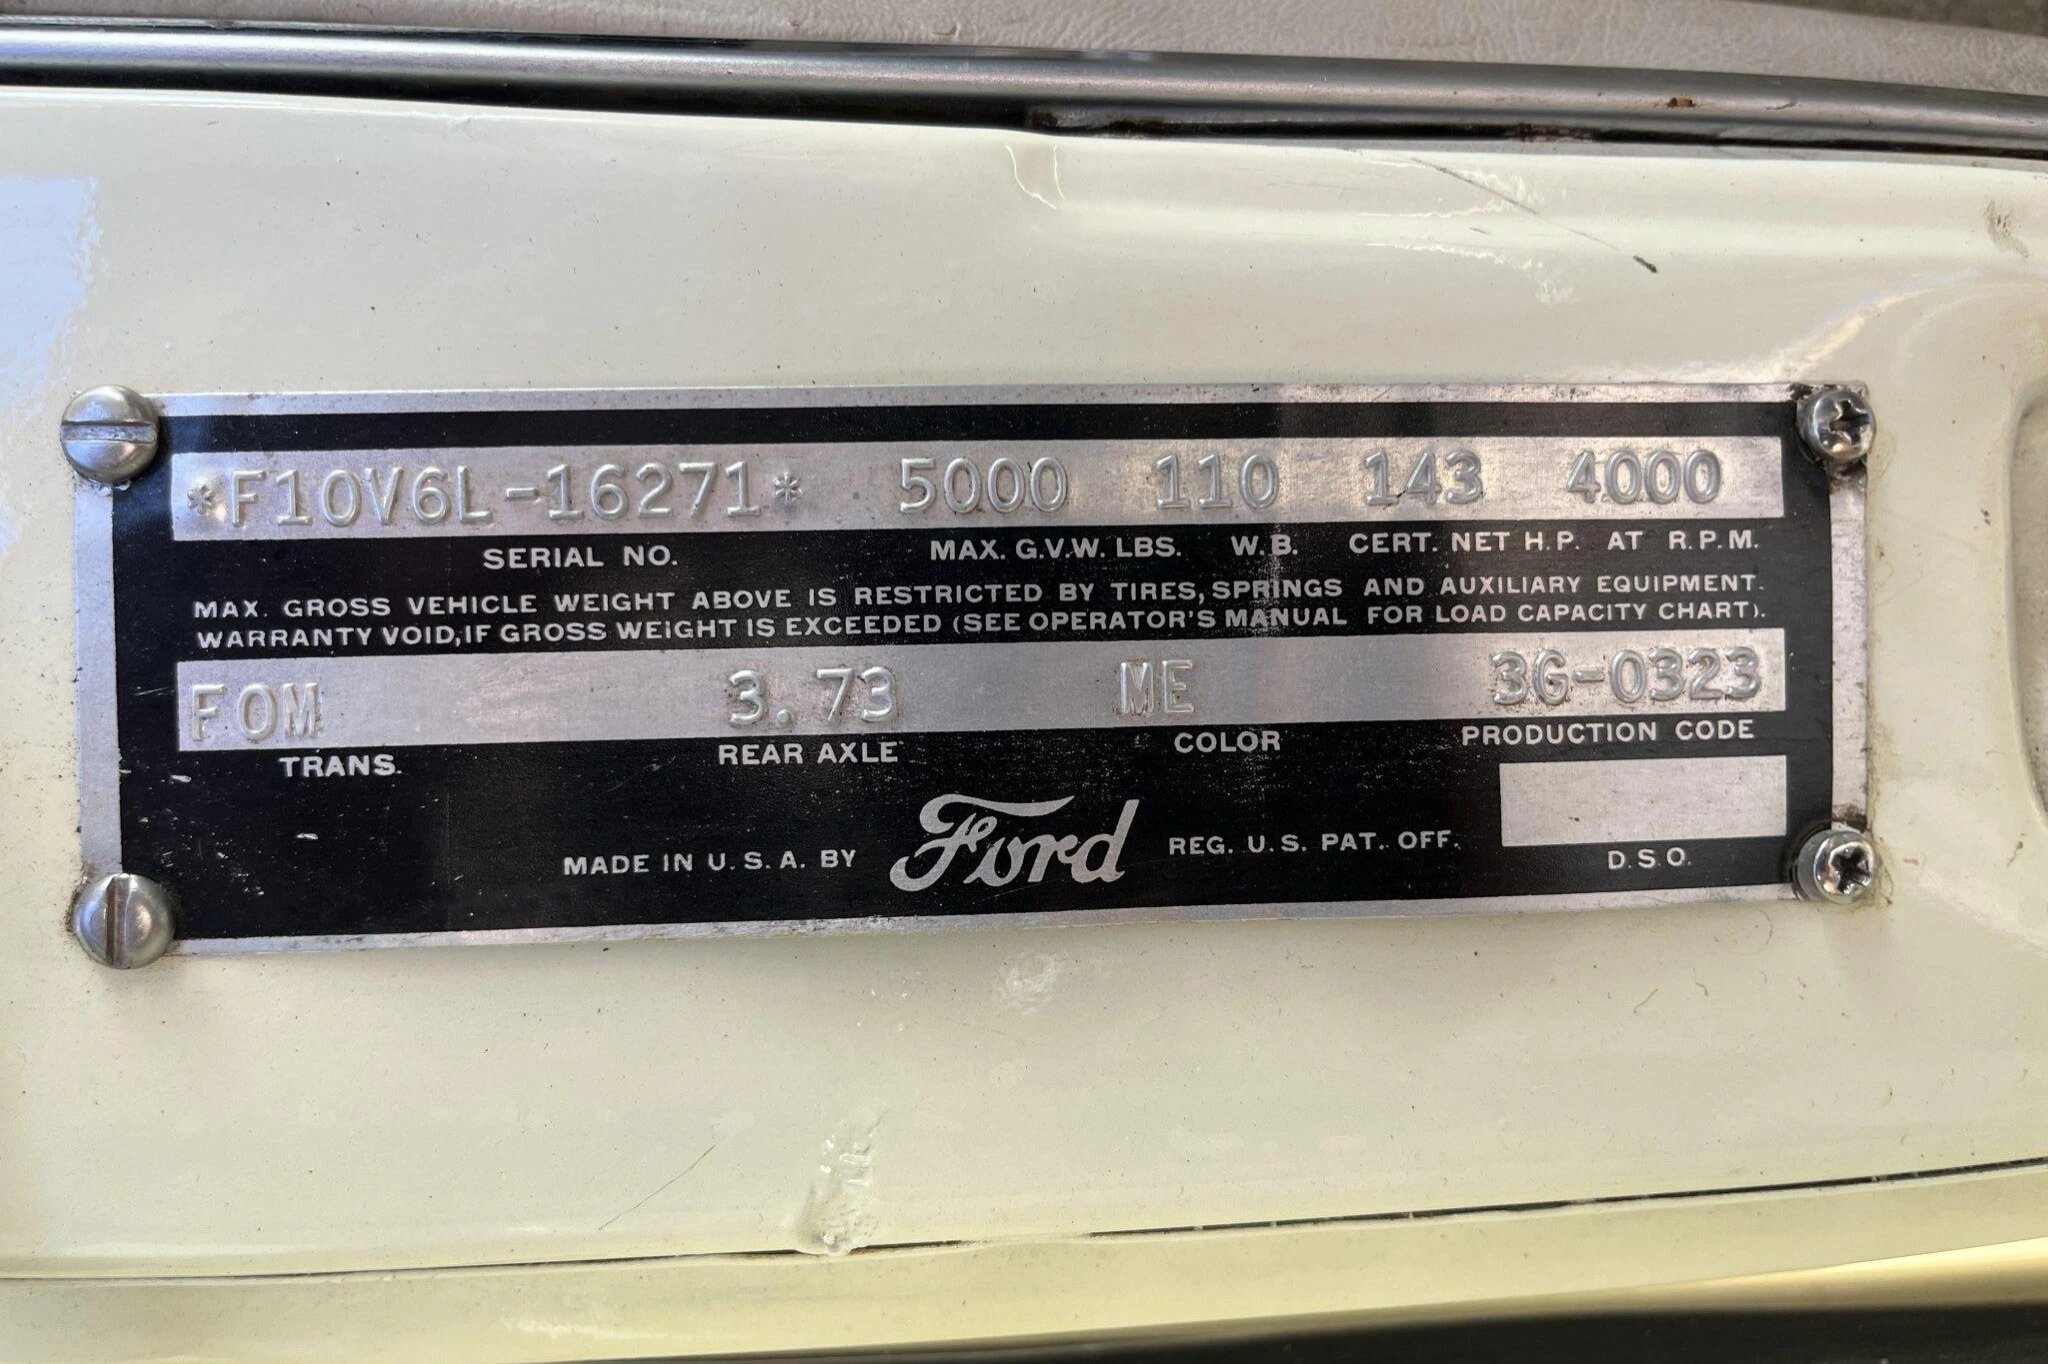 *F10V6L-16271* 5000 110 143 4000
SERIAL NO. MAX. G.V.W. LBS. W.B. CERT. NET H.P. AT R.P.M.
MAX. GROSS VEHICLE WEIGHT ABOVE IS RESTRICTED BY TIRES, SPRINGS AND AUXILIARY EQUIPMENT.
WARRANTY VOID, IF GROSS WEIGHT IS EXCEEDED (SEE OPERATOR'S MANUAL FOR LOAD CAPACITY CHART).
FOM 3.73 ME 3G-0323
TRANS. REAR AXLE COLOR PRODUCTION CODE
MADE IN U.S.A. BY Ford REG. U.S. PAT. OFF.
D.S.O.